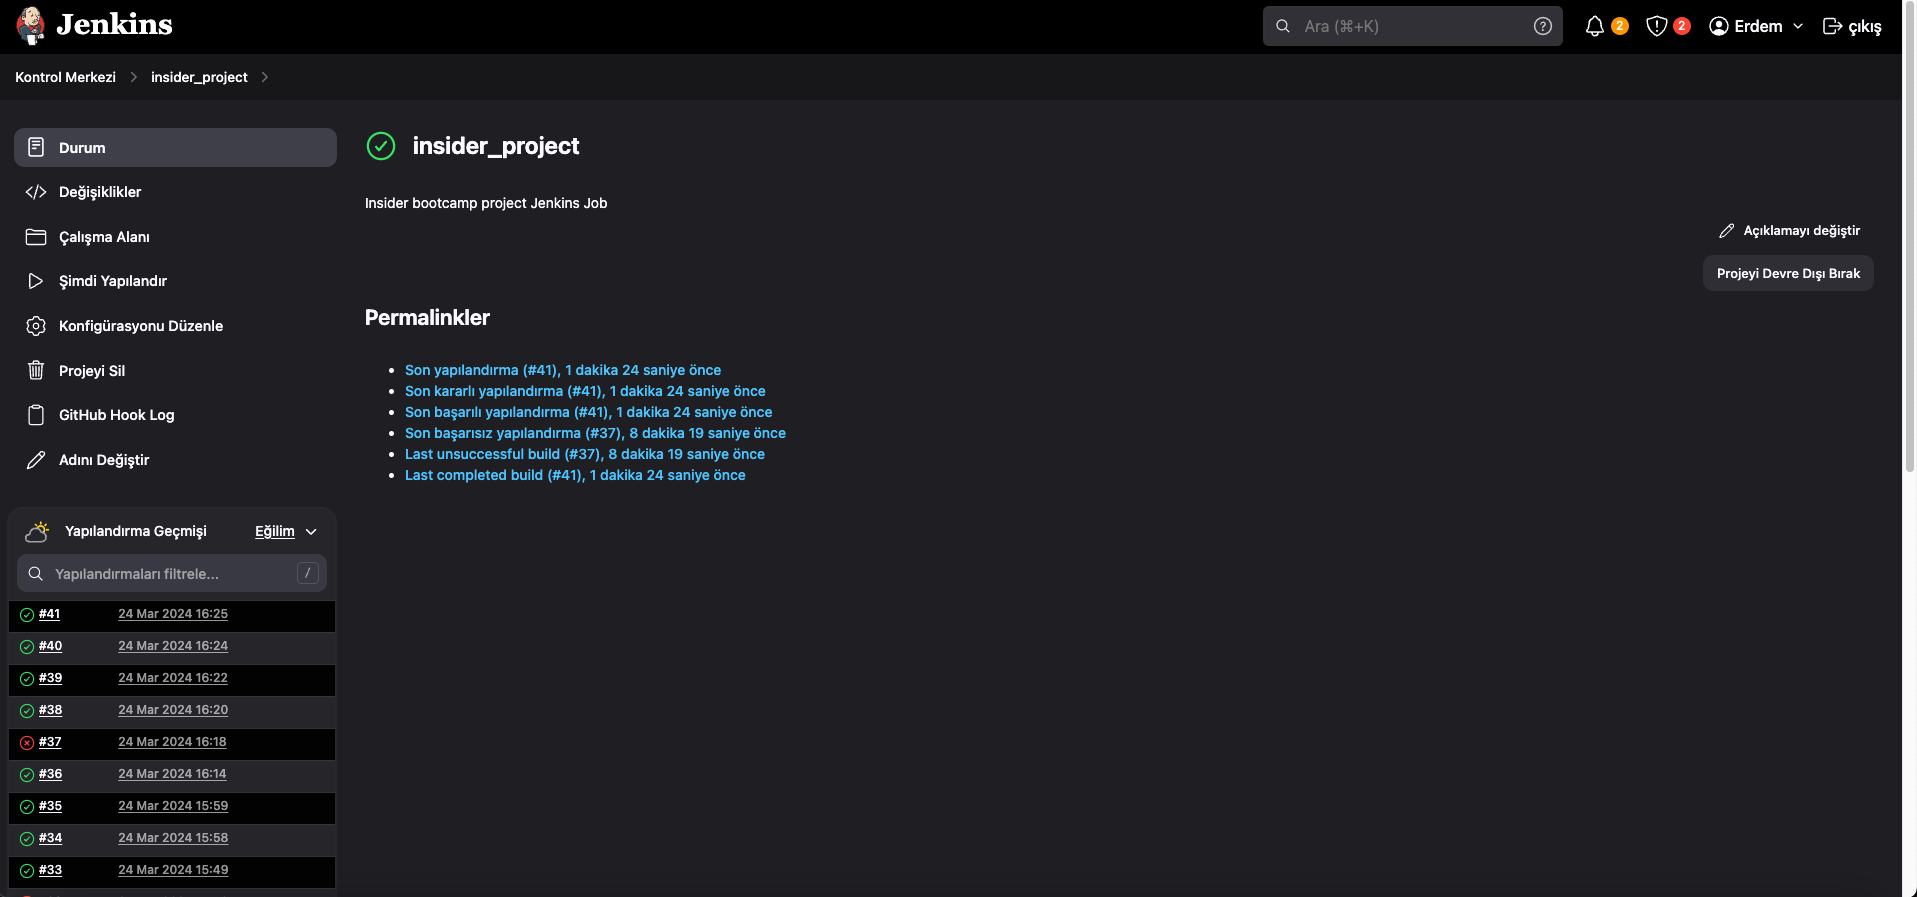 Jenkins
Ara (⌘+K)
2
2
Erdem
çıkış
Kontrol Merkezi
insider_project
Durum
Değişiklikler
Çalışma Alanı
Şimdi Yapılandır
Konfigürasyonu Düzenle
Projeyi Sil
GitHub Hook Log
Adını Değiştir
insider_project
Insider bootcamp project Jenkins Job
Açıklamayı değiştir
Projeyi Devre Dışı Bırak
Permalinkler
Son yapılandırma (#41), 1 dakika 24 saniye önce
Son kararlı yapılandırma (#41), 1 dakika 24 saniye önce
Son başarılı yapılandırma (#41), 1 dakika 24 saniye önce
Son başarısız yapılandırma (#37), 8 dakika 19 saniye önce
Last unsuccessful build (#37), 8 dakika 19 saniye önce
Last completed build (#41), 1 dakika 24 saniye önce
Yapılandırma Geçmişi Eğilim
Yapılandırmaları filtrele... /
#41 24 Mar 2024 16:25
#40 24 Mar 2024 16:24
#39 24 Mar 2024 16:22
#38 24 Mar 2024 16:20
#37 24 Mar 2024 16:18
#36 24 Mar 2024 16:14
#35 24 Mar 2024 15:59
#34 24 Mar 2024 15:58
#33 24 Mar 2024 15:49